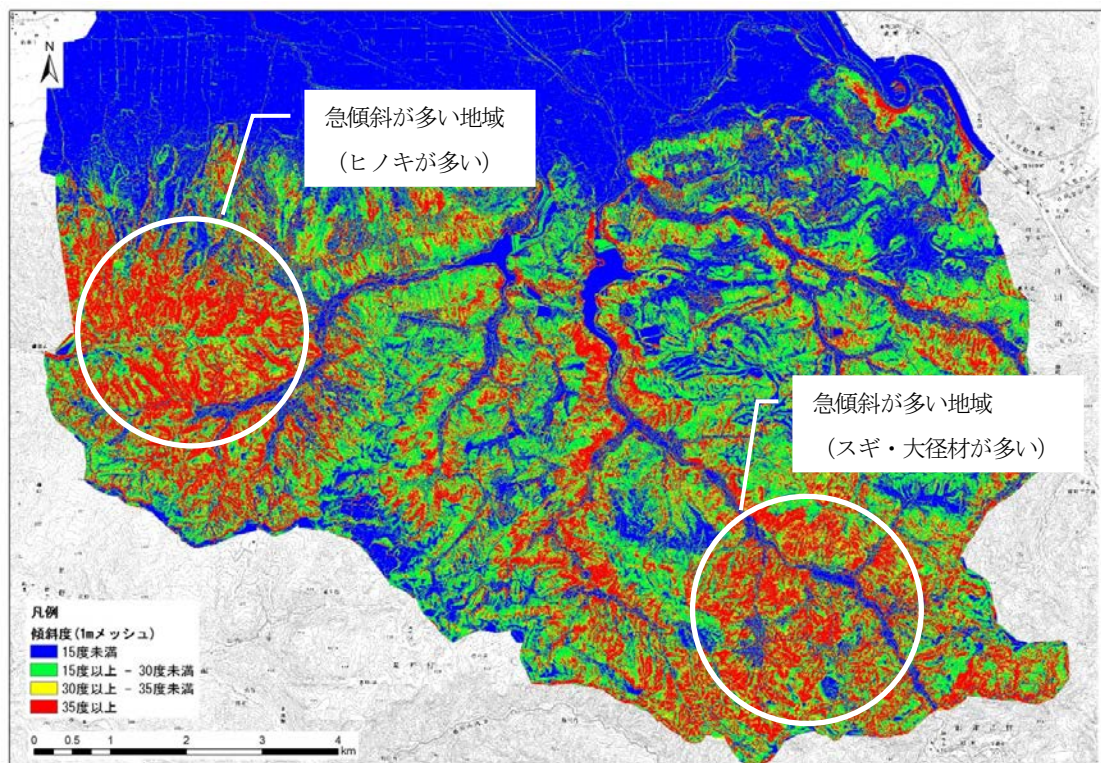 N
急傾斜が多い地域
(ヒノキが多い)
急傾斜が多い地域
(スギ・大径材が多い)
凡例
傾斜度(1mメッシュ)
15度未満
15度以上 - 30度未満
30度以上 - 35度未満
35度以上
0 0.5 1 2 3 4
km